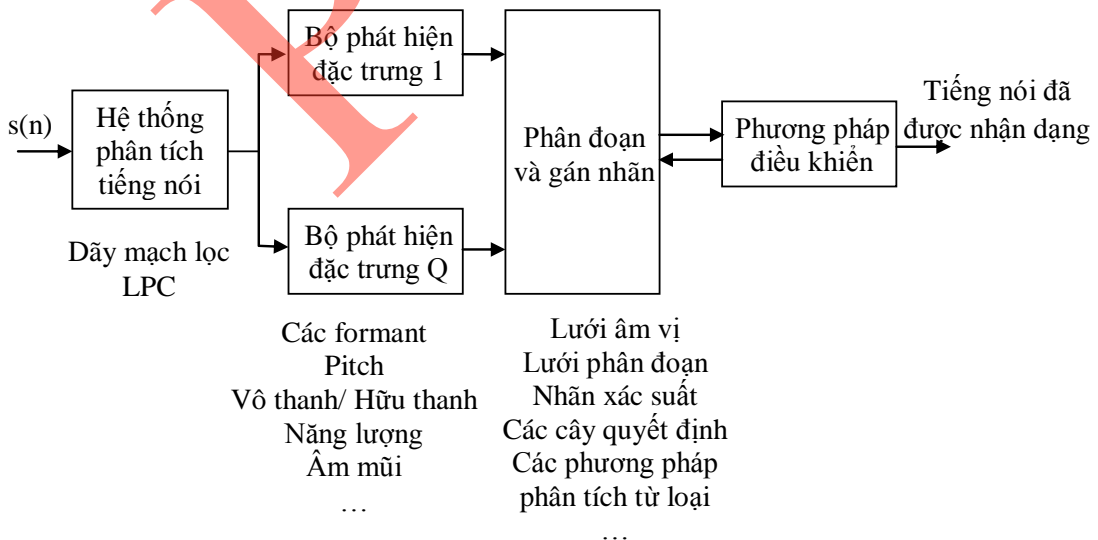 s(n)
Hệ thống
phân tích
tiếng nói
Dãy mạch lọc
LPC
Bộ phát hiện
đặc trưng 1
Bộ phát hiện
đặc trưng Q
Các formant
Pitch
Vô thanh/ Hữu thanh
Năng lượng
Âm mũi
…
Phân đoạn
và gán nhãn
Lưới âm vị
Lưới phân đoạn
Nhãn xác suất
Các cây quyết định
Các phương pháp
phân tích từ loại
…
Phương pháp
điều khiển
Tiếng nói đã
được nhận dạng